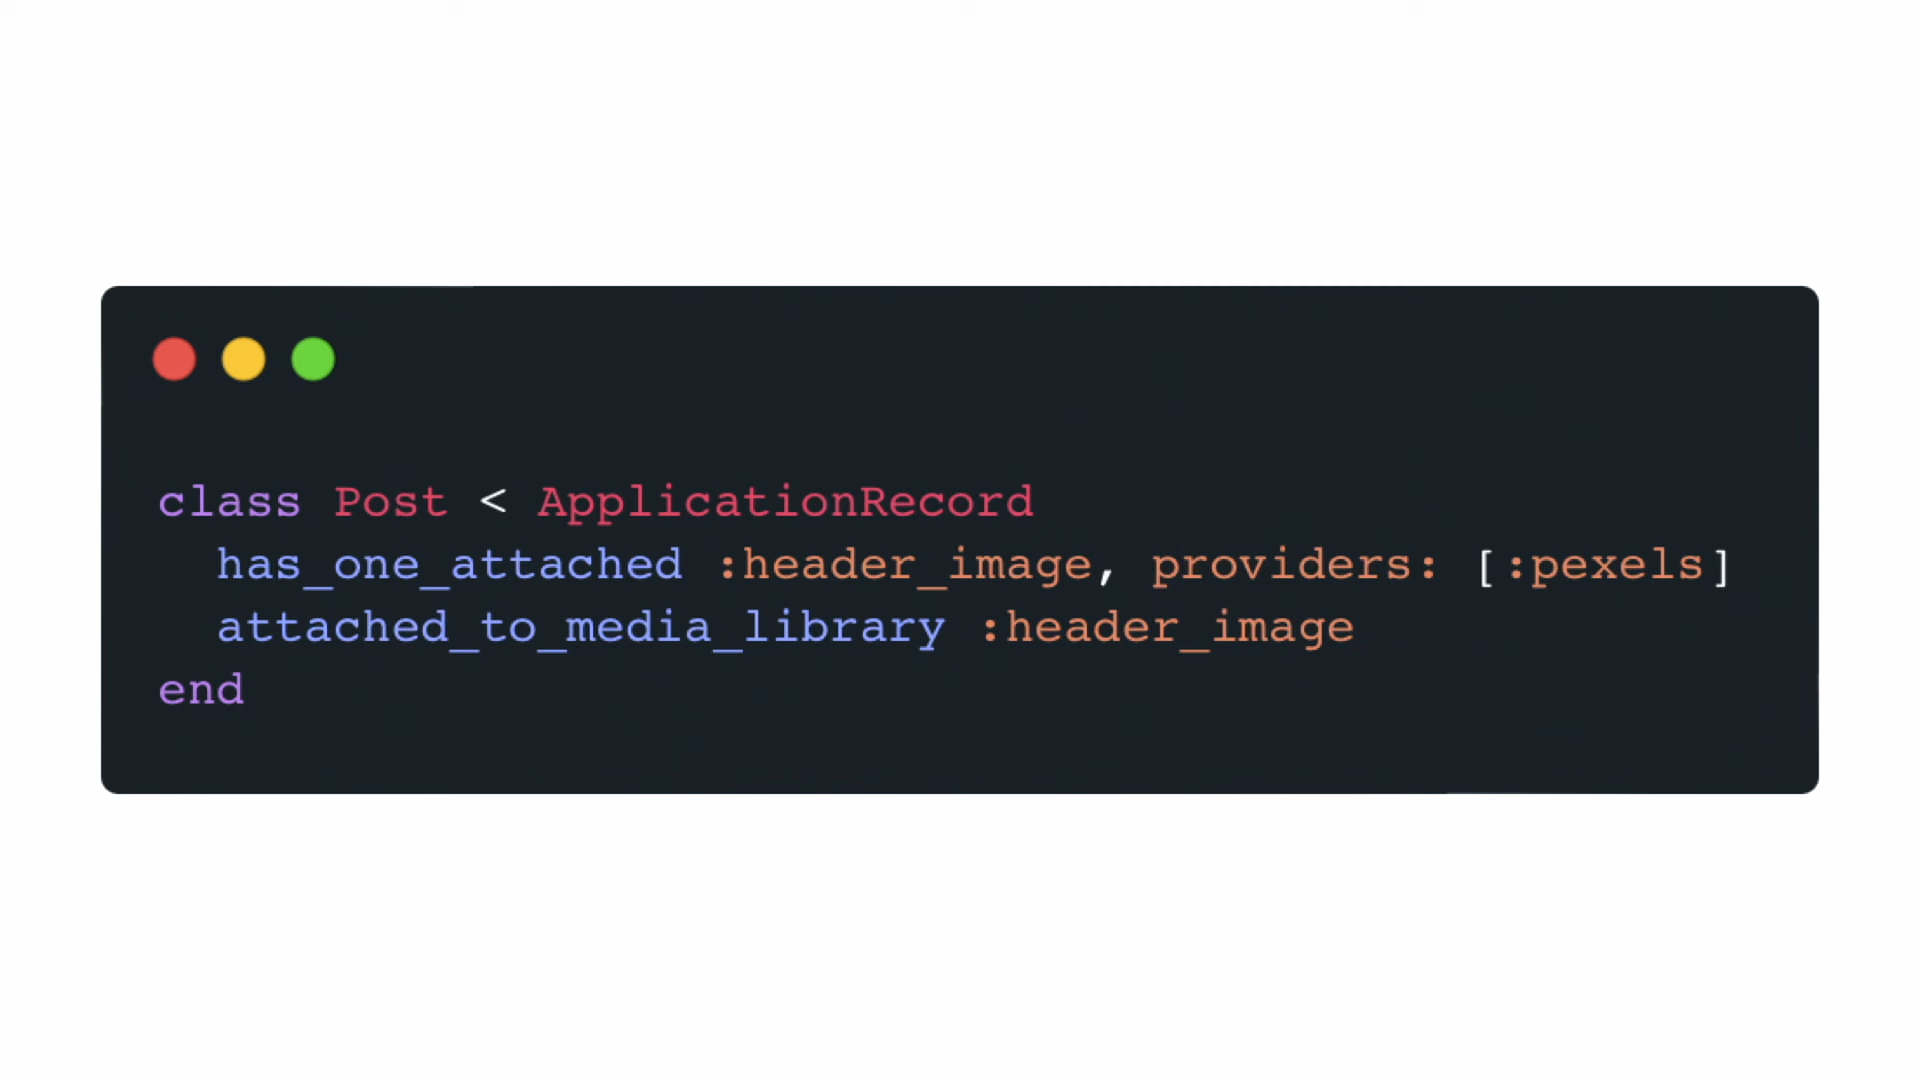 class Post < ApplicationRecord
  has_one_attached :header_image, providers: [:pexels]
  attached_to_media_library :header_image
end